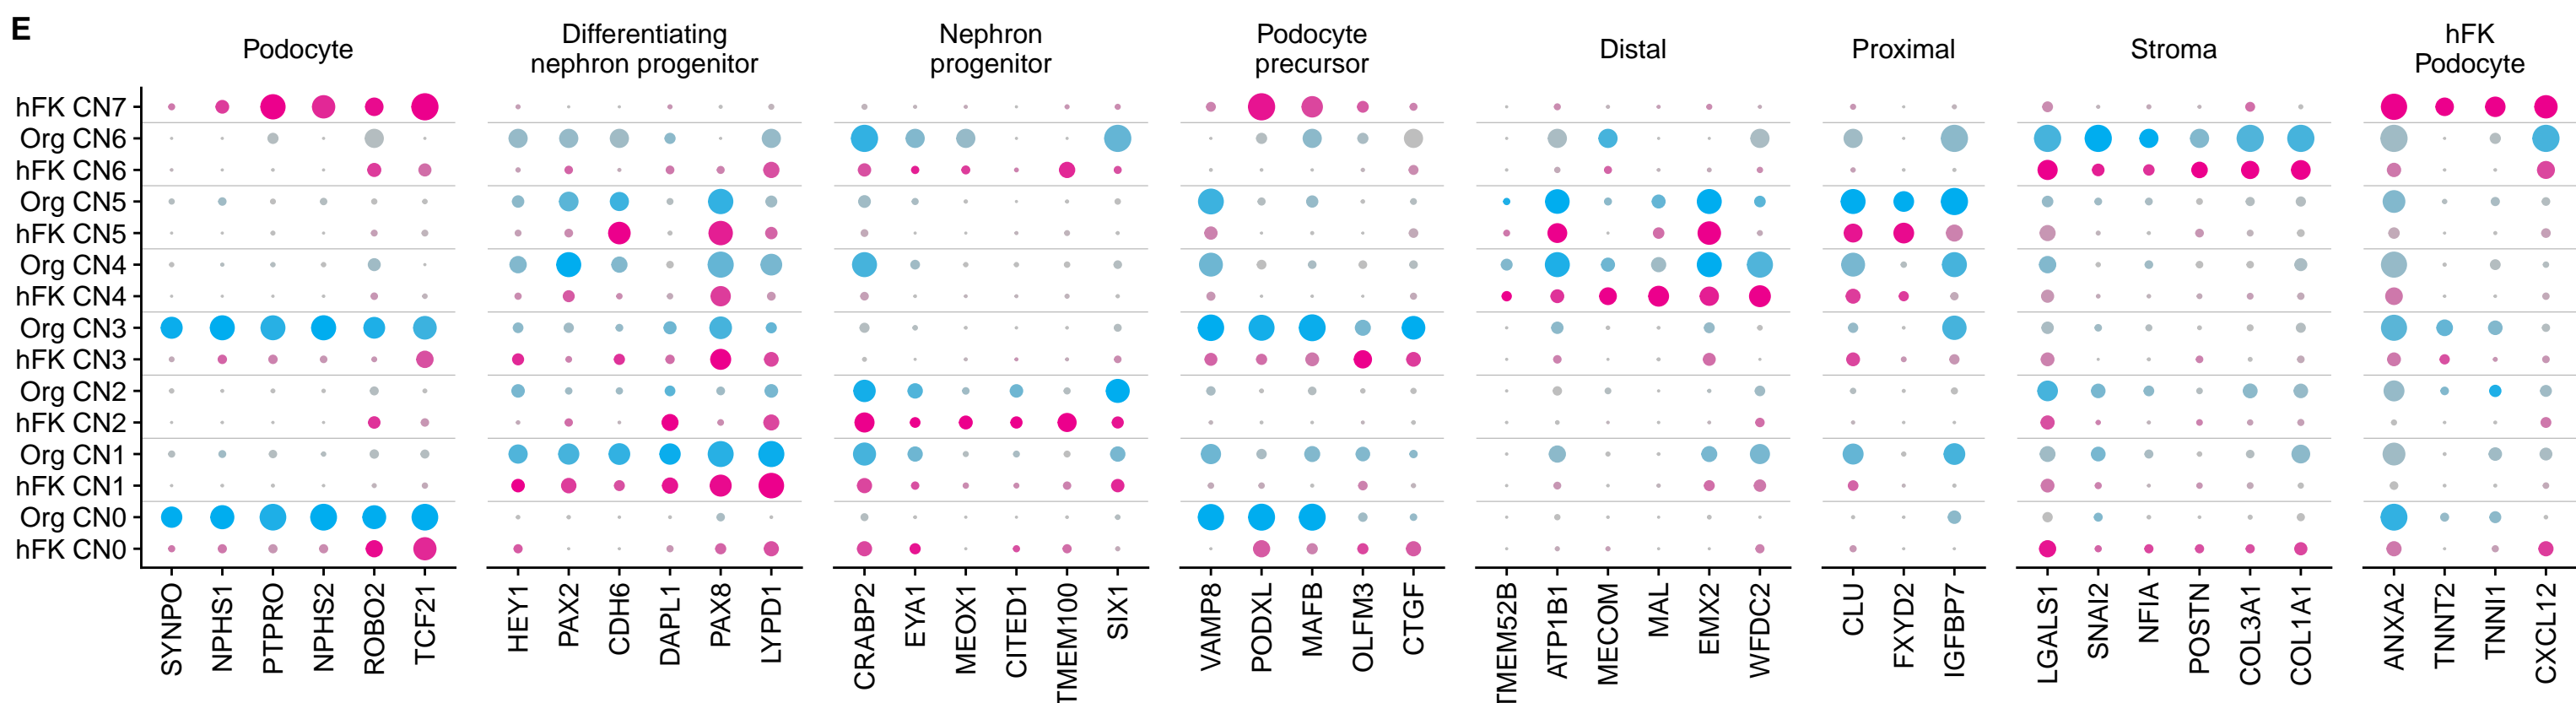 E
Podocyte
Differentiating
nephron progenitor
Nephron
progenitor
Podocyte
precursor
Distal
Proximal
Stroma
hFK
Podocyte
hFK CN7
Org CN6
hFK CN6
Org CN5
hFK CN5
Org CN4
hFK CN4
Org CN3
hFK CN3
Org CN2
hFK CN2
Org CN1
hFK CN1
Org CN0
hFK CN0
SYNPO
NPHS1
PTPRO
NPHS2
ROBO2
TCF21
HEY1
PAX2
CDH6
DAPL1
PAX8
LYPD1
CRABP2
EYA1
MEOX1
CITED1
TMEM100
SIX1
VAMP8
PODXL
MAFB
OLFM3
CTGF
TMEM52B
ATP1B1
MECOM
MAL
EMX2
WFDC2
CLU
FXYD2
IGFBP7
LGALS1
SNAI2
NFIA
POSTN
COL3A1
COL1A1
ANXA2
TNNT2
TNNI1
CXCL12